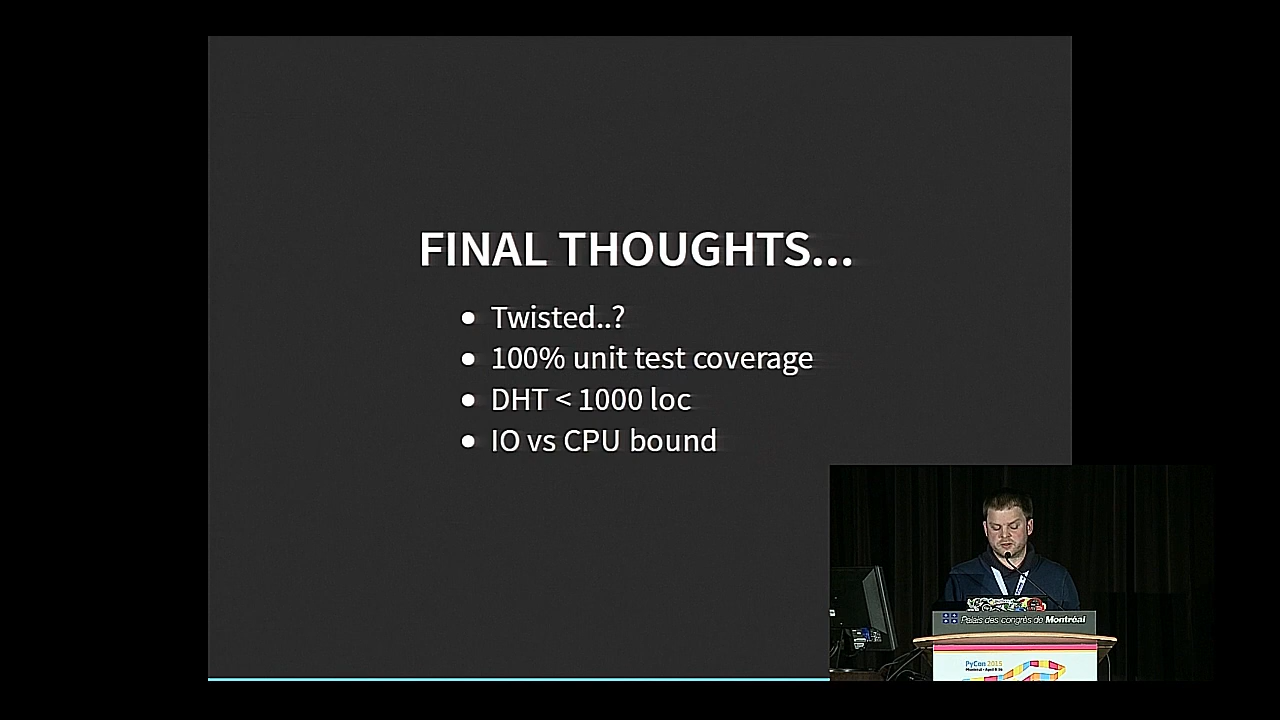 FINAL THOUGHTS...
Twisted..?
100% unit test coverage
DHT < 1000 loc
IO vs CPU bound
Palais des congrès de Montréal
PyCon 2015